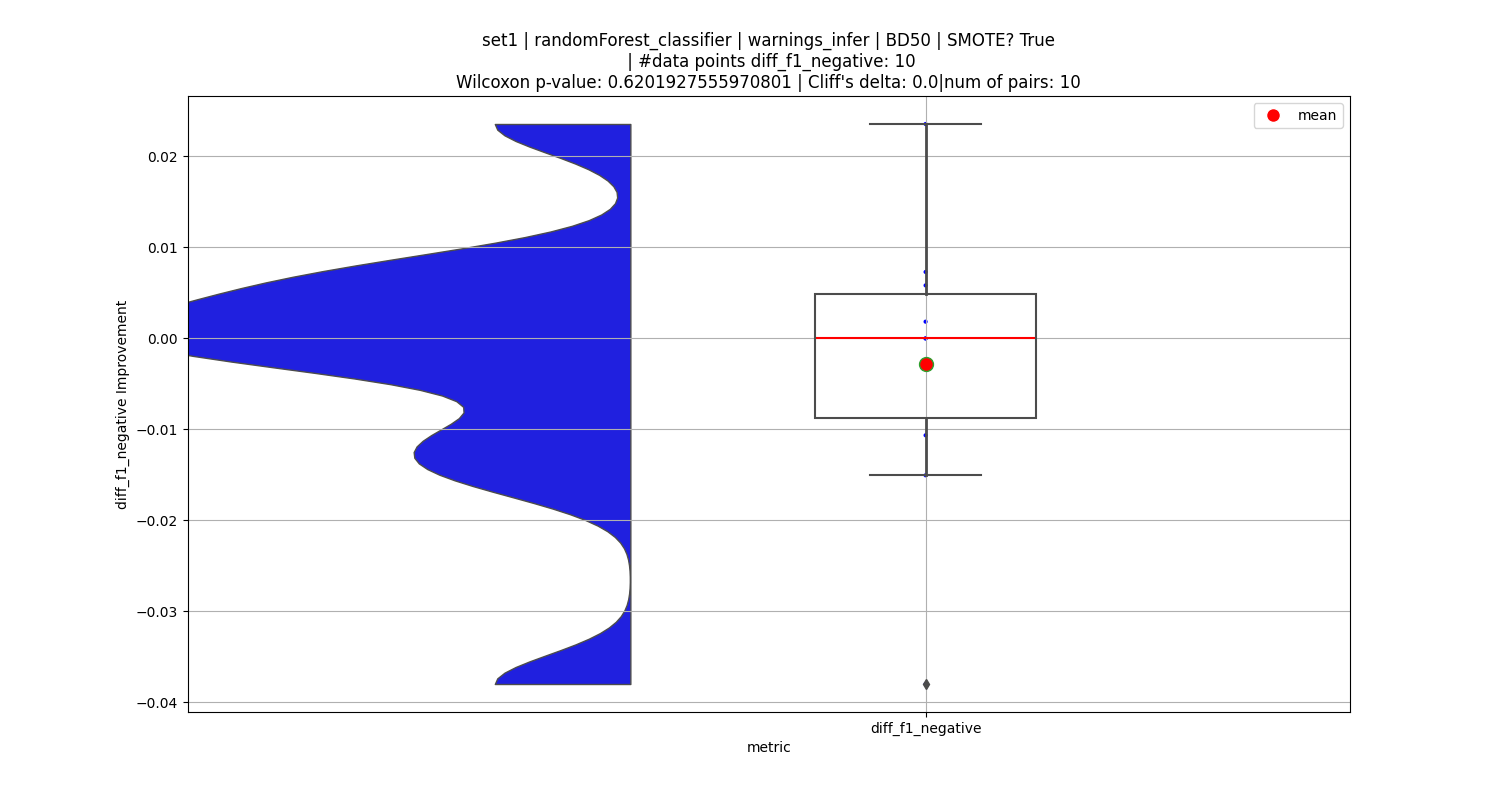 set1 | randomForest_classifier | warnings_infer | BD50 | SMOTE? True
| #data points diff_f1_negative: 10
Wilcoxon p-value: 0.6201927555970801 | Cliff's delta: 0.0|num of pairs: 10
mean
0.02
0.01
0.00
−0.01
−0.02
−0.03
−0.04
diff_f1_negative Improvement
diff_f1_negative
metric